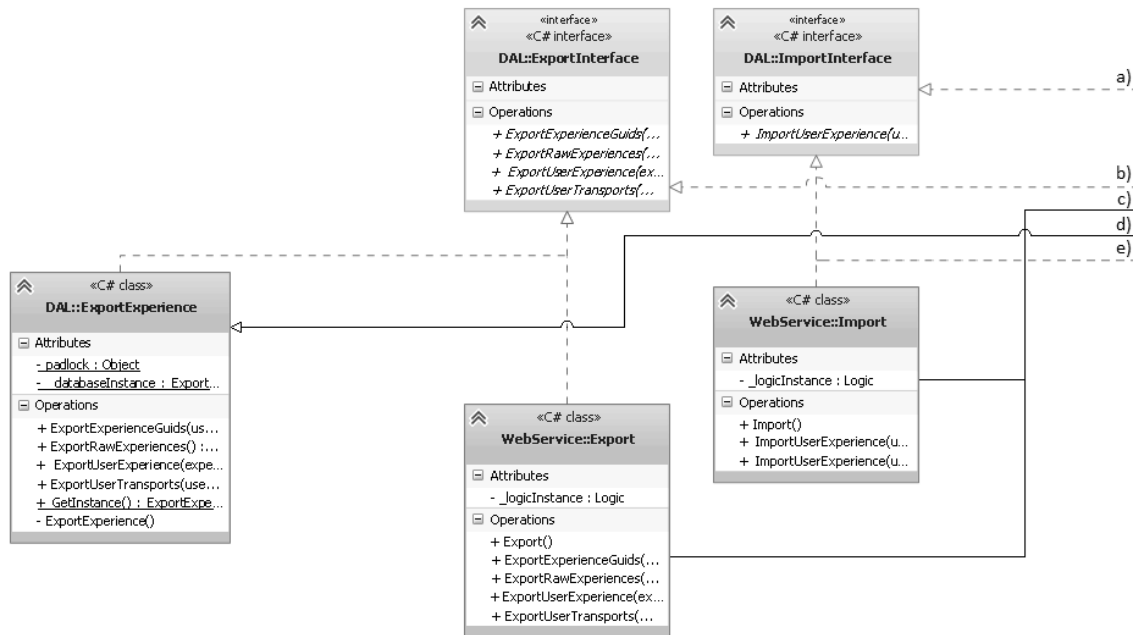 «interface»
«C# interface»
DAL::ExportInterface
Attributes
Operations
+ ExportExperienceGuids(...
+ ExportRawExperiences(...
+ ExportUserExperience(ex...
+ ExportUserTransports(...
«interface»
«C# interface»
DAL::ImportInterface
Attributes
Operations
+ ImportUserExperience(u...
a)
b)
c)
d)
e)
«C# class»
DAL::ExportExperience
Attributes
- padlock : Object
- _databaseInstance : Export...
Operations
+ ExportExperienceGuids(us...
+ ExportRawExperiences() :...
+ ExportUserExperience(expe...
+ ExportUserTransports(use...
+ GetInstance() : ExportExpe...
- ExportExperience()
«C# class»
WebService::Import
Attributes
- _logicInstance : Logic
Operations
+ Import()
+ ImportUserExperience(u...
+ ImportUserExperience(u...
«C# class»
WebService::Export
Attributes
- _logicInstance : Logic
Operations
+ Export()
+ ExportExperienceGuids(...
+ ExportRawExperiences(...
+ ExportUserExperience(ex...
+ ExportUserTransports(...